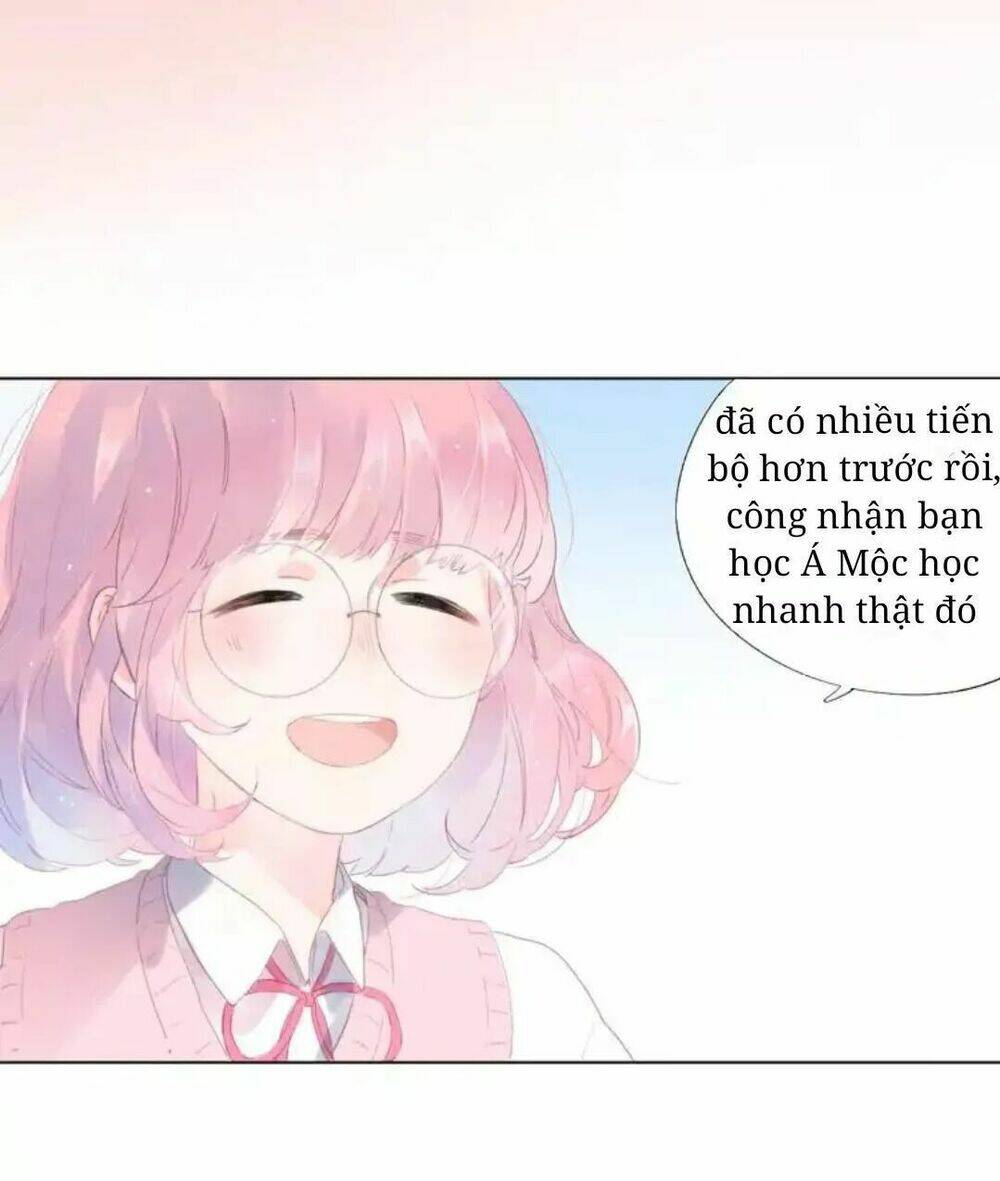 đã có nhiều tiến
bộ hơn trước rồi,
công nhận bạn
học Á Mộc học
nhanh thật đó